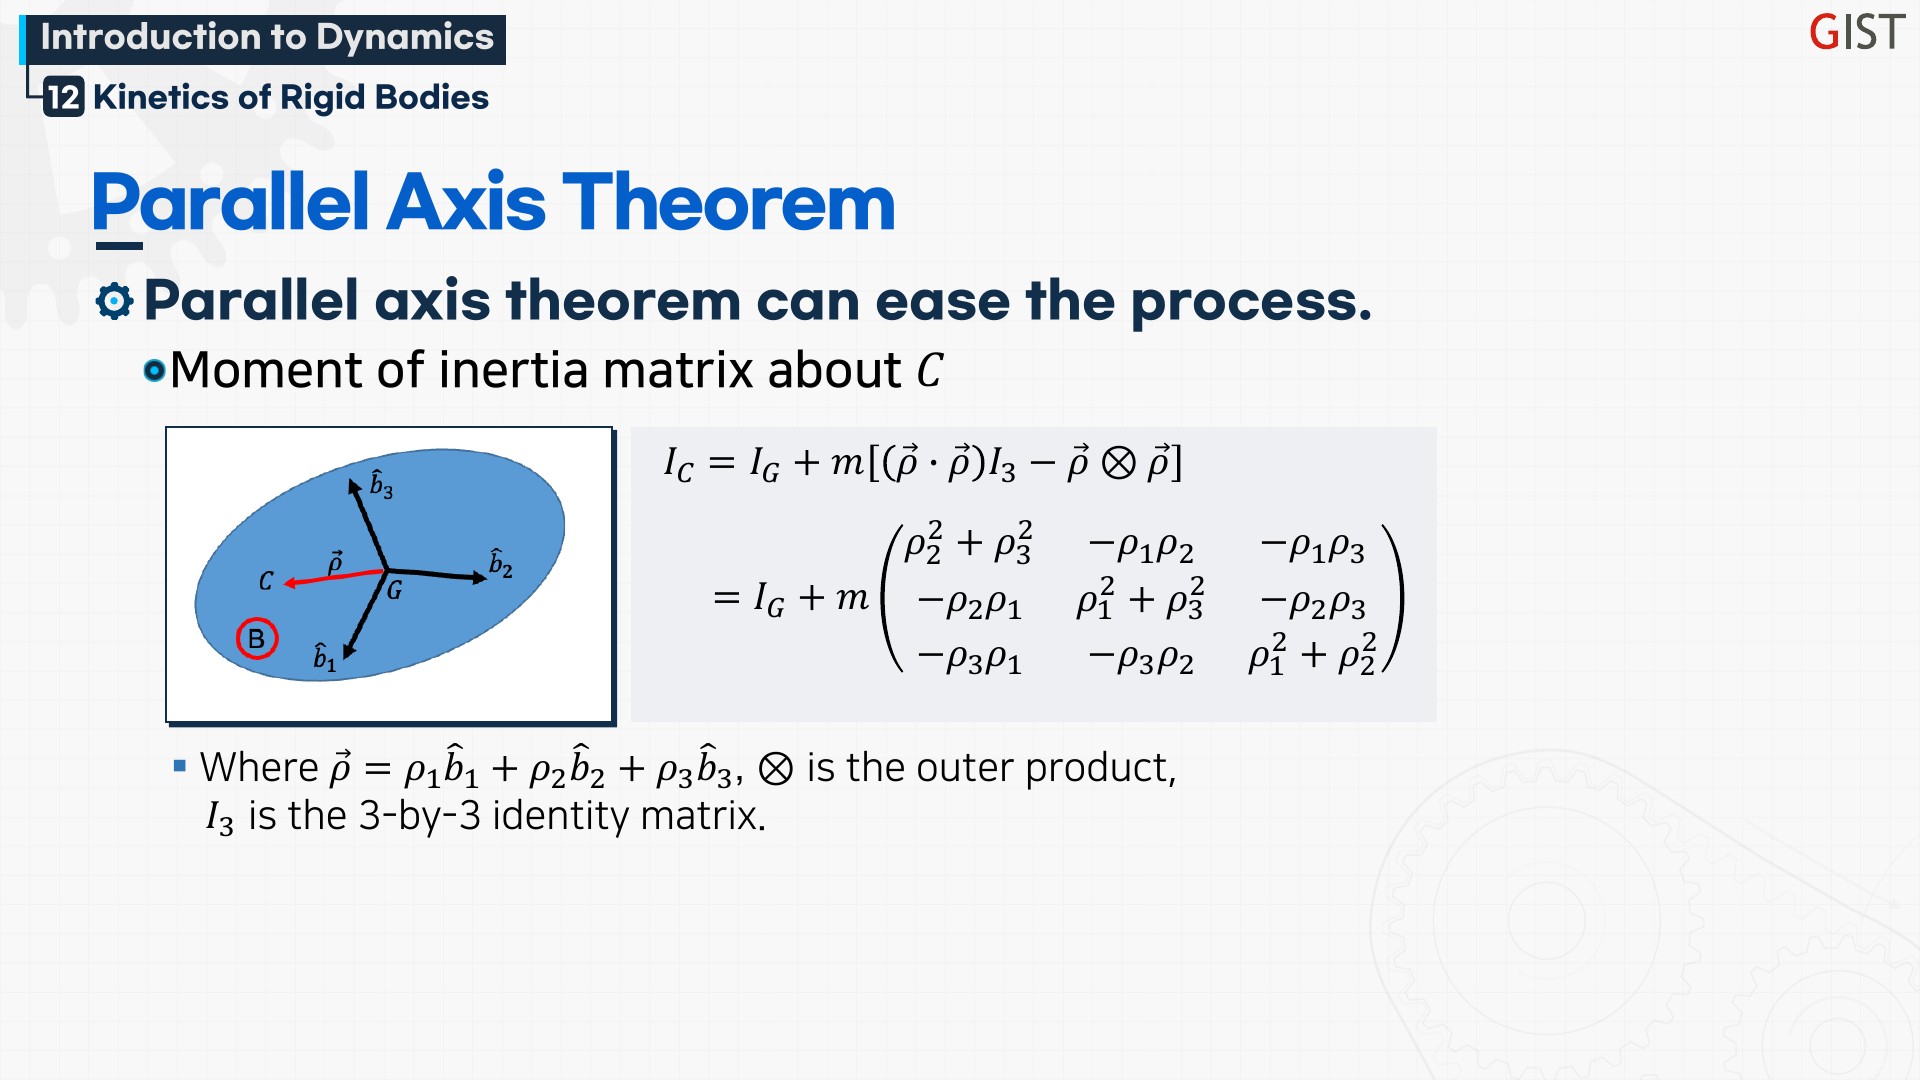 Introduction to Dynamics
GIST
12 Kinetics of Rigid Bodies
Parallel Axis Theorem
Parallel axis theorem can ease the process.
Moment of inertia matrix about C
b̂₃
ρ⃗
b̂₂
C
G
B
b̂₁
I_C = I_G + m[(ρ⃗ · ρ⃗)I₃ − ρ⃗ ⊗ ρ⃗]
= I_G + m
ρ₂² + ρ₃² −ρ₁ρ₂ −ρ₁ρ₃
−ρ₂ρ₁ ρ₁² + ρ₃² −ρ₂ρ₃
−ρ₃ρ₁ −ρ₃ρ₂ ρ₁² + ρ₂²
Where ρ⃗ = ρ₁b̂₁ + ρ₂b̂₂ + ρ₃b̂₃, ⊗ is the outer product,
I₃ is the 3-by-3 identity matrix.